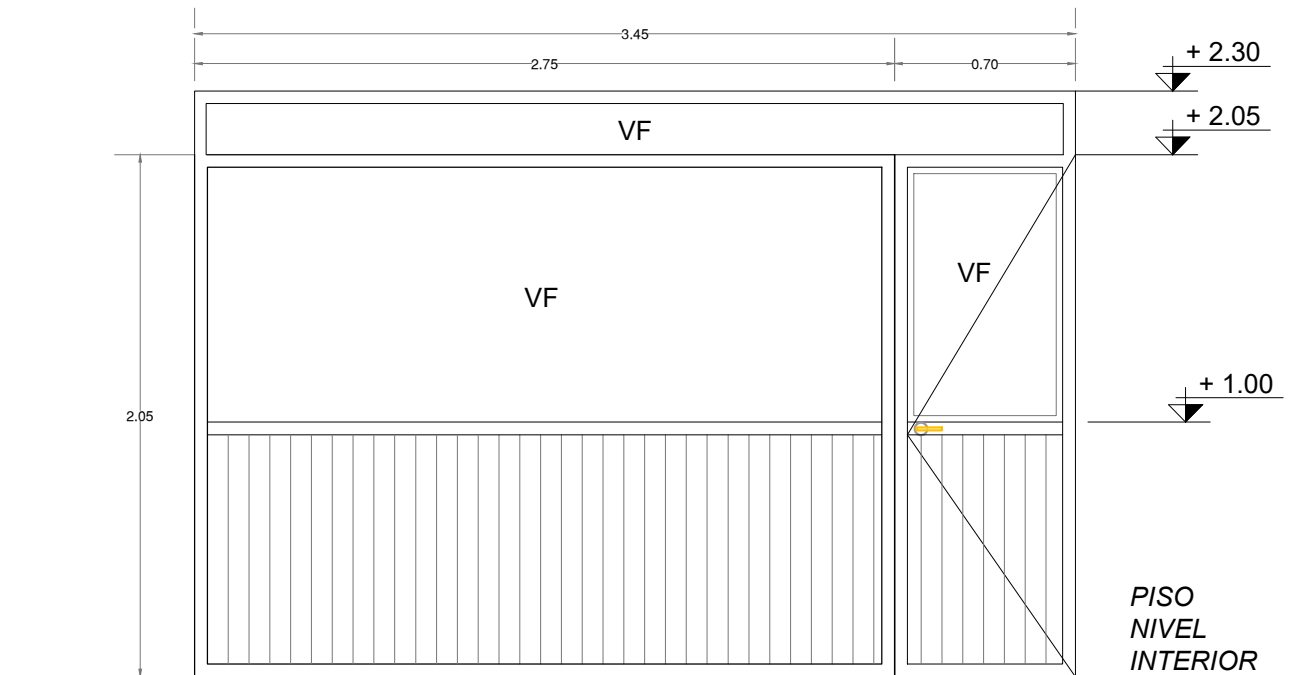 3.45
2.75
0.70
+ 2.30
+ 2.05
VF
VF
VF
+ 1.00
2.05
PISO
NIVEL
INTERIOR